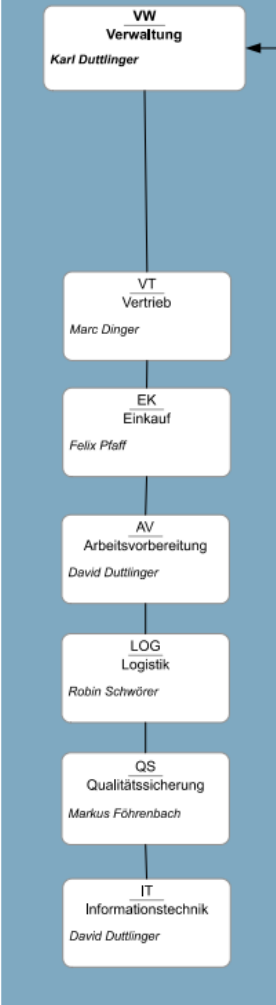 VW
Verwaltung
Karl Duttlinger
VT
Vertrieb
Marc Dinger
EK
Einkauf
Felix Pfaff
AV
Arbeitsvorbereitung
David Duttlinger
LOG
Logistik
Robin Schwörer
QS
Qualitätssicherung
Markus Föhrenbach
IT
Informationstechnik
David Duttlinger